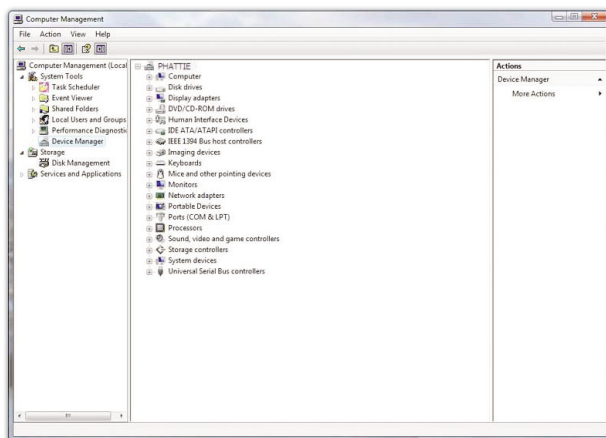 Computer Management
File Action View Help
Computer Management (Local
System Tools
Task Scheduler
Event Viewer
Shared Folders
Local Users and Groups
Performance Diagnostic
Device Manager
Storage
Disk Management
Services and Applications
PHATTIE
Computer
Disk drives
Display adapters
DVD/CD-ROM drives
Human Interface Devices
IDE ATA/ATAPI controllers
IEEE 1394 Bus host controllers
Imaging devices
Keyboards
Mice and other pointing devices
Monitors
Network adapters
Portable Devices
Ports (COM & LPT)
Processors
Sound, video and game controllers
Storage controllers
System devices
Universal Serial Bus controllers
Actions
Device Manager
More Actions